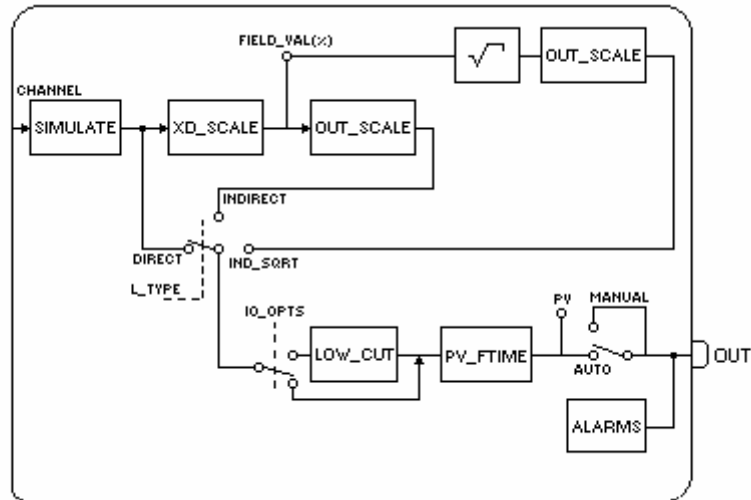 FIELD_VAL(%)
OUT_SCALE
CHANNEL
SIMULATE
XD_SCALE
OUT_SCALE
INDIRECT
DIRECT
IND_SQRT
L_TYPE
IO_OPTS
PV
MANUAL
LOW_CUT
PV_FTIME
AUTO
OUT
ALARMS